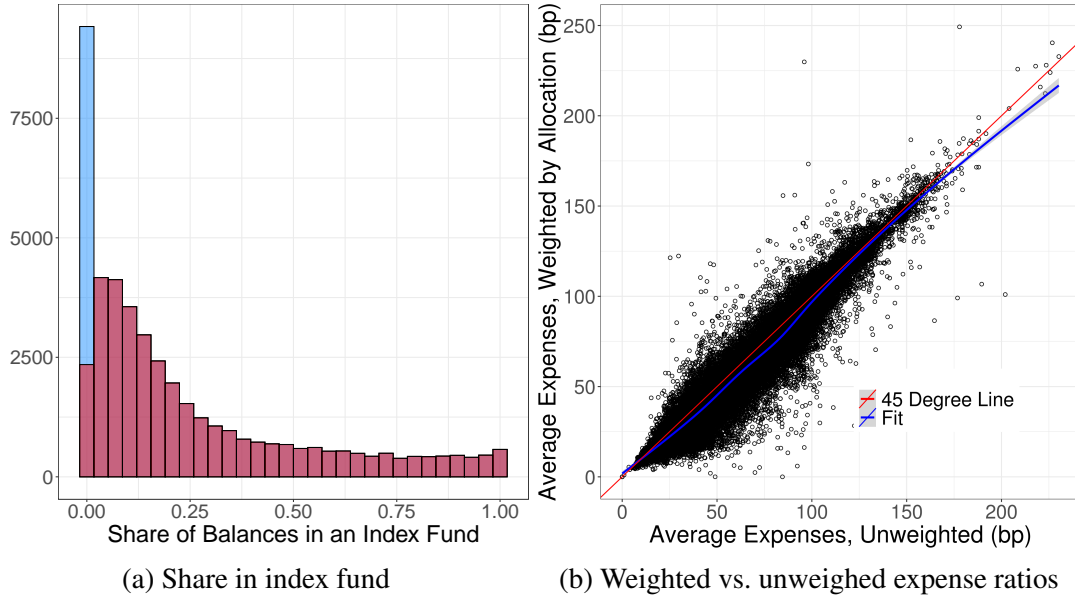 7500
5000
2500
0
0.00
0.25
0.50
0.75
1.00
Share of Balances in an Index Fund
(a) Share in index fund
Average Expenses, Weighted by Allocation (bp)
250
200
150
100
50
0
45 Degree Line
Fit
0
50
100
150
200
Average Expenses, Unweighted (bp)
(b) Weighted vs. unweighed expense ratios